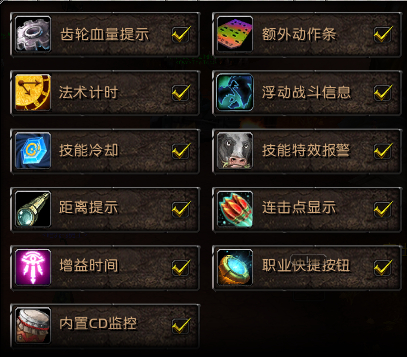 齿轮血量提示
额外动作条
法术计时
浮动战斗信息
技能冷却
技能特效报警
距离提示
连击点显示
增益时间
职业快捷按钮
内置CD监控